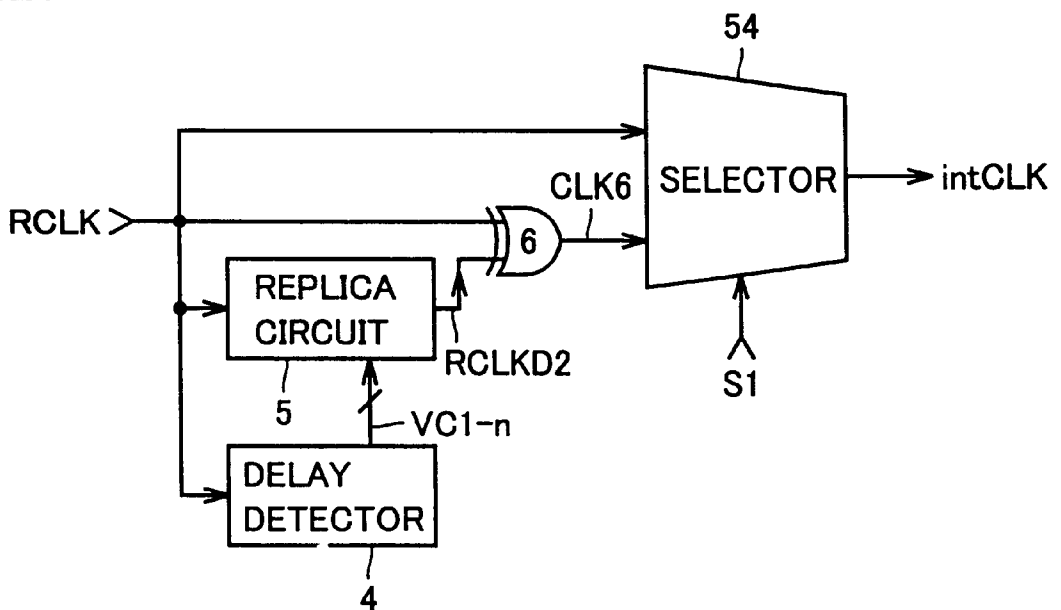 54
SELECTOR
intCLK
CLK6
RCLK
6
REPLICA
CIRCUIT
RCLKD2
S1
5
VC1-n
DELAY
DETECTOR
4